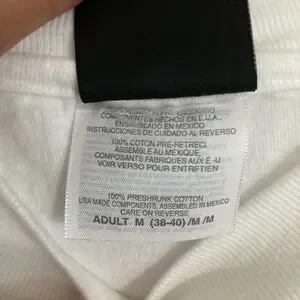 COMPONENTES HECHOS EN E.U.A.,
ENSAMBLADO EN MEXICO
INSTRUCCIONES DE CUIDADO AL REVERSO
100% COTON PRE-RETRECI
ASSEMBLE AU MEXIQUE
COMPOSANTS FABRIQUES AUX É.-U.
VOIR VERSO POUR ENTRETIEN
100% PRESHRUNK COTTON
USA MADE COMPONENTS, ASSEMBLED IN MEXICO
CARE ON REVERSE
ADULT M (38-40) /M /M